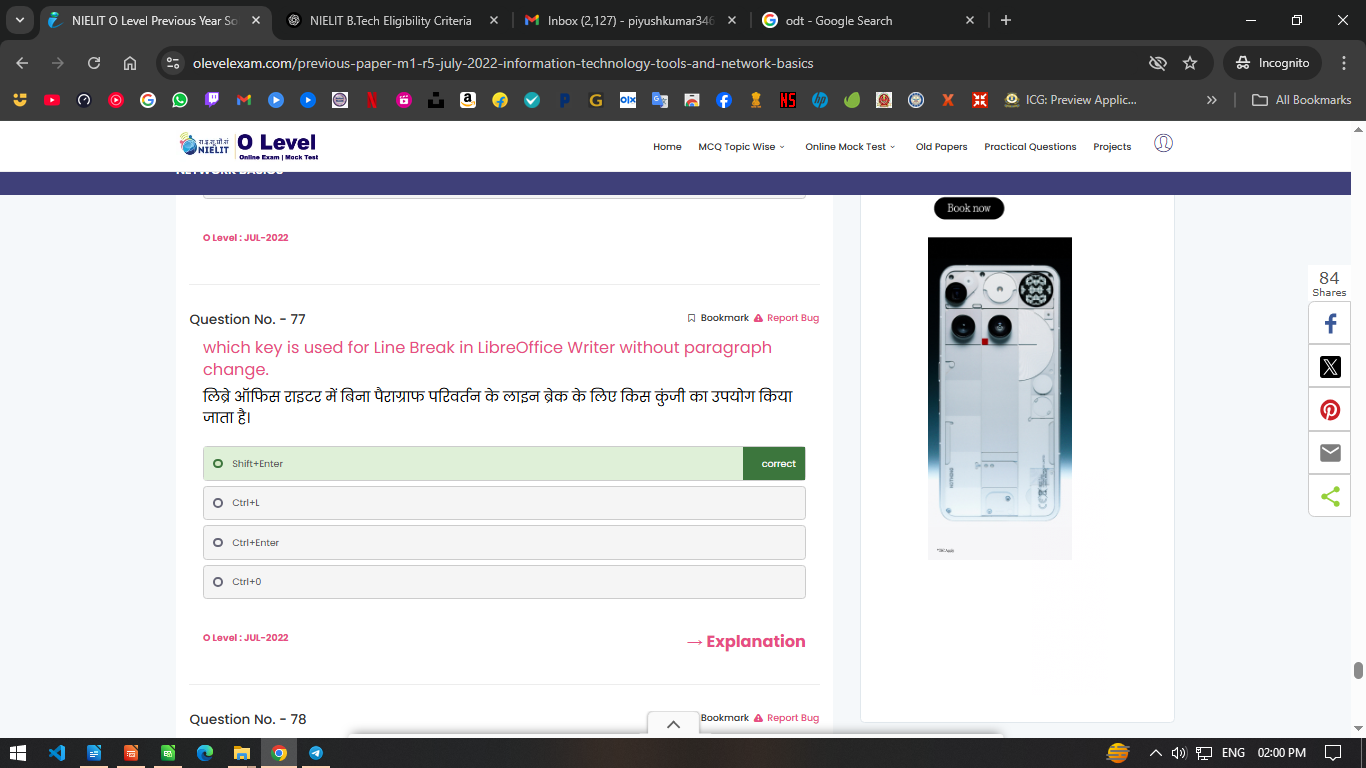 NIELIT O Level Previous Year So
NIELIT B.Tech Eligibility Criteria
Inbox (2,127) - piyushkumar346
odt - Google Search
olevelexam.com/previous-paper-m1-r5-july-2022-information-technology-tools-and-network-basics
Incognito
ICG: Preview Applic...
All Bookmarks
रा.इ.सू.प्रौ.सं
NIELIT
O Level
Online Exam | Mock Test
Home
MCQ Topic Wise
Online Mock Test
Old Papers
Practical Questions
Projects
NETWORK BASICS
O Level : JUL-2022
Book now
84
Shares
Question No. - 77
Bookmark
Report Bug
which key is used for Line Break in LibreOffice Writer without paragraph
change.
लिब्रे ऑफिस राइटर में बिना पैराग्राफ परिवर्तन के लाइन ब्रेक के लिए किस कुंजी का उपयोग किया
जाता है।
Shift+Enter
correct
Ctrl+L
Ctrl+Enter
Ctrl+0
O Level : JUL-2022
→ Explanation
Question No. - 78
Bookmark
Report Bug
ENG
02:00 PM